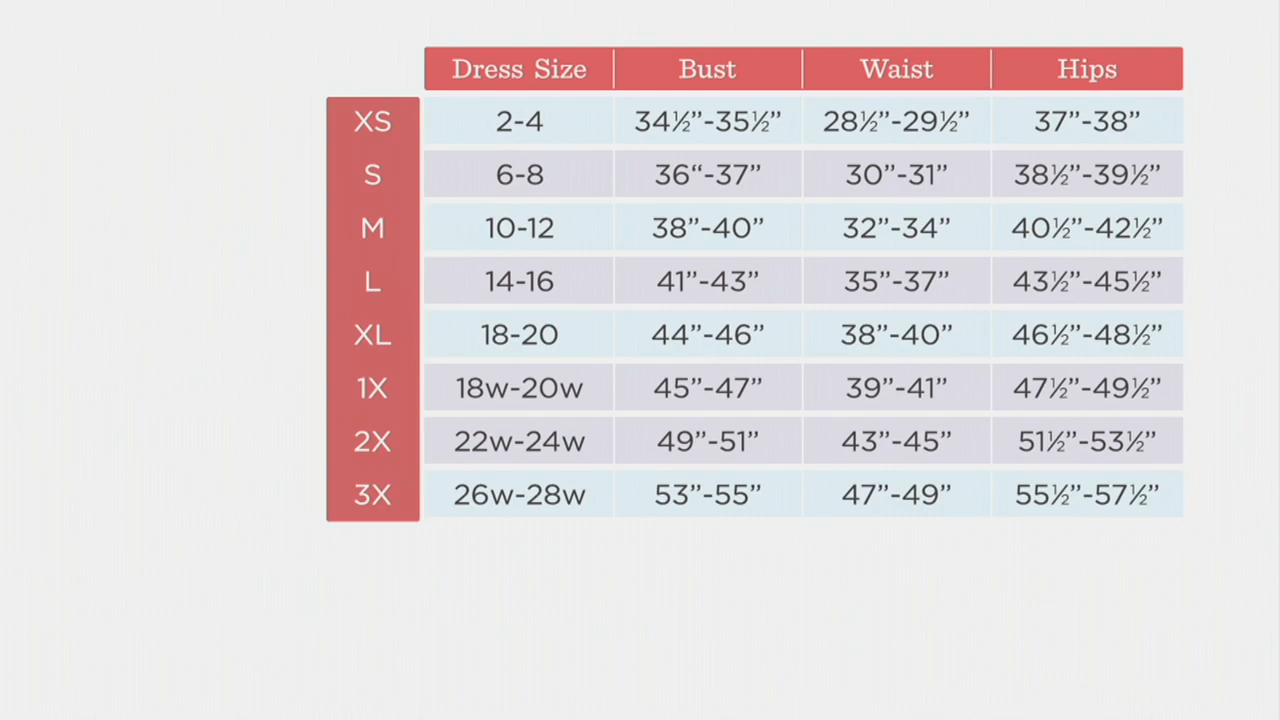 Dress Size Bust Waist Hips
XS 2-4 34½”-35½” 28½”-29½” 37”-38”
S 6-8 36“-37” 30”-31” 38½”-39½”
M 10-12 38”-40” 32”-34” 40½”-42½”
L 14-16 41”-43” 35”-37” 43½”-45½”
XL 18-20 44”-46” 38”-40” 46½”-48½”
1X 18w-20w 45”-47” 39”-41” 47½”-49½”
2X 22w-24w 49”-51” 43”-45” 51½”-53½”
3X 26w-28w 53”-55” 47”-49” 55½”-57½”